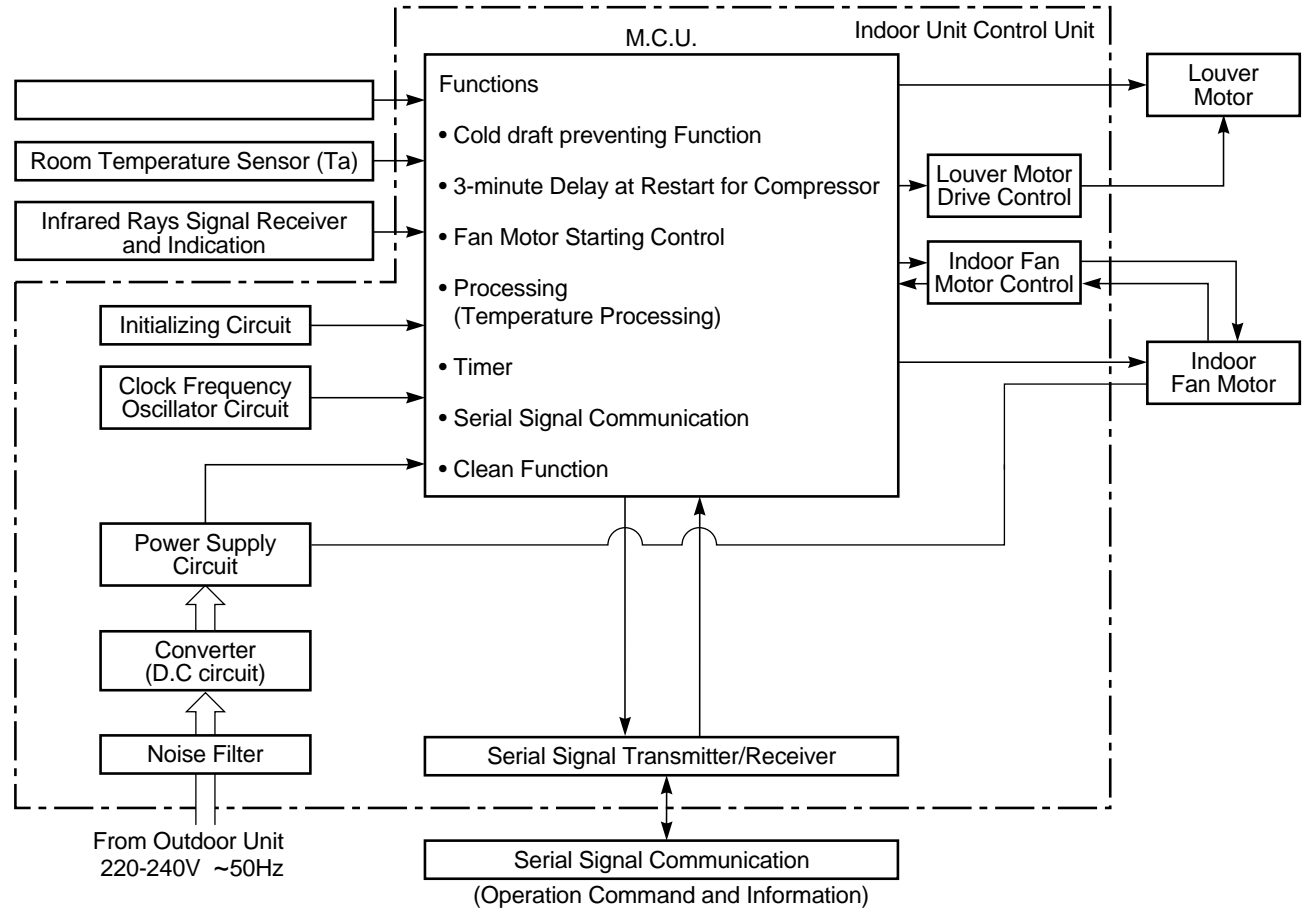 Indoor Unit Control Unit
M.C.U.
Functions
• Cold draft preventing Function
• 3-minute Delay at Restart for Compressor
• Fan Motor Starting Control
• Processing
(Temperature Processing)
• Timer
• Serial Signal Communication
• Clean Function
Room Temperature Sensor (Ta)
Infrared Rays Signal Receiver
and Indication
Initializing Circuit
Clock Frequency
Oscillator Circuit
Power Supply
Circuit
Converter
(D.C circuit)
Noise Filter
From Outdoor Unit
220-240V ~50Hz
Louver
Motor
Louver Motor
Drive Control
Indoor Fan
Motor Control
Indoor
Fan Motor
Serial Signal Transmitter/Receiver
Serial Signal Communication
(Operation Command and Information)